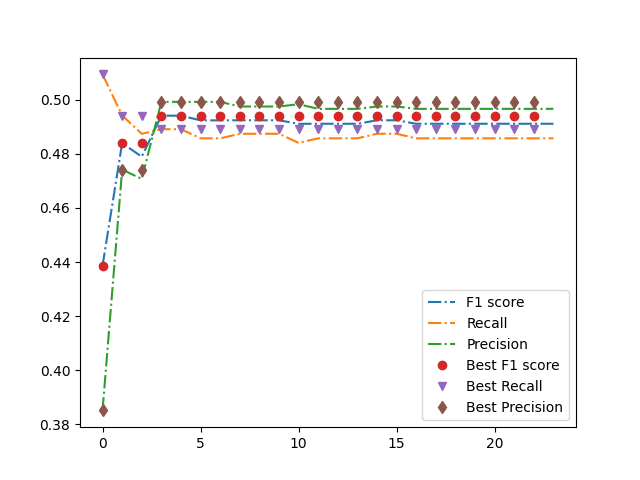 0.50
0.48
0.46
0.44
0.42
0.40
0.38
0 5 10 15 20
F1 score
Recall
Precision
Best F1 score
Best Recall
Best Precision